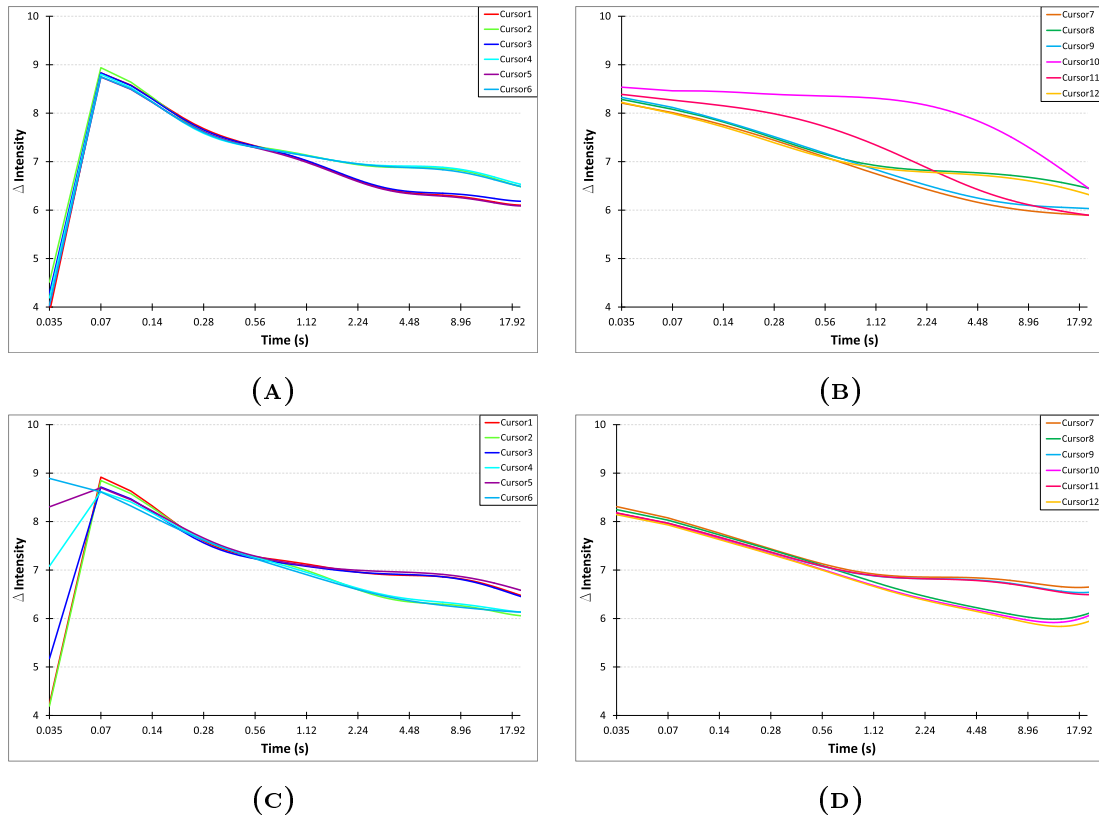 10
9
8
7
6
5
4
△ Intensity
0.035 0.07 0.14 0.28 0.56 1.12 2.24 4.48 8.96 17.92
Time (s)
Cursor1
Cursor2
Cursor3
Cursor4
Cursor5
Cursor6
(A)
10
9
8
7
6
5
4
△ Intensity
0.035 0.07 0.14 0.28 0.56 1.12 2.24 4.48 8.96 17.92
Time (s)
Cursor7
Cursor8
Cursor9
Cursor10
Cursor11
Cursor12
(B)
10
9
8
7
6
5
4
△ Intensity
0.035 0.07 0.14 0.28 0.56 1.12 2.24 4.48 8.96 17.92
Time (s)
Cursor1
Cursor2
Cursor3
Cursor4
Cursor5
Cursor6
(C)
10
9
8
7
6
5
4
△ Intensity
0.035 0.07 0.14 0.28 0.56 1.12 2.24 4.48 8.96 17.92
Time (s)
Cursor7
Cursor8
Cursor9
Cursor10
Cursor11
Cursor12
(D)